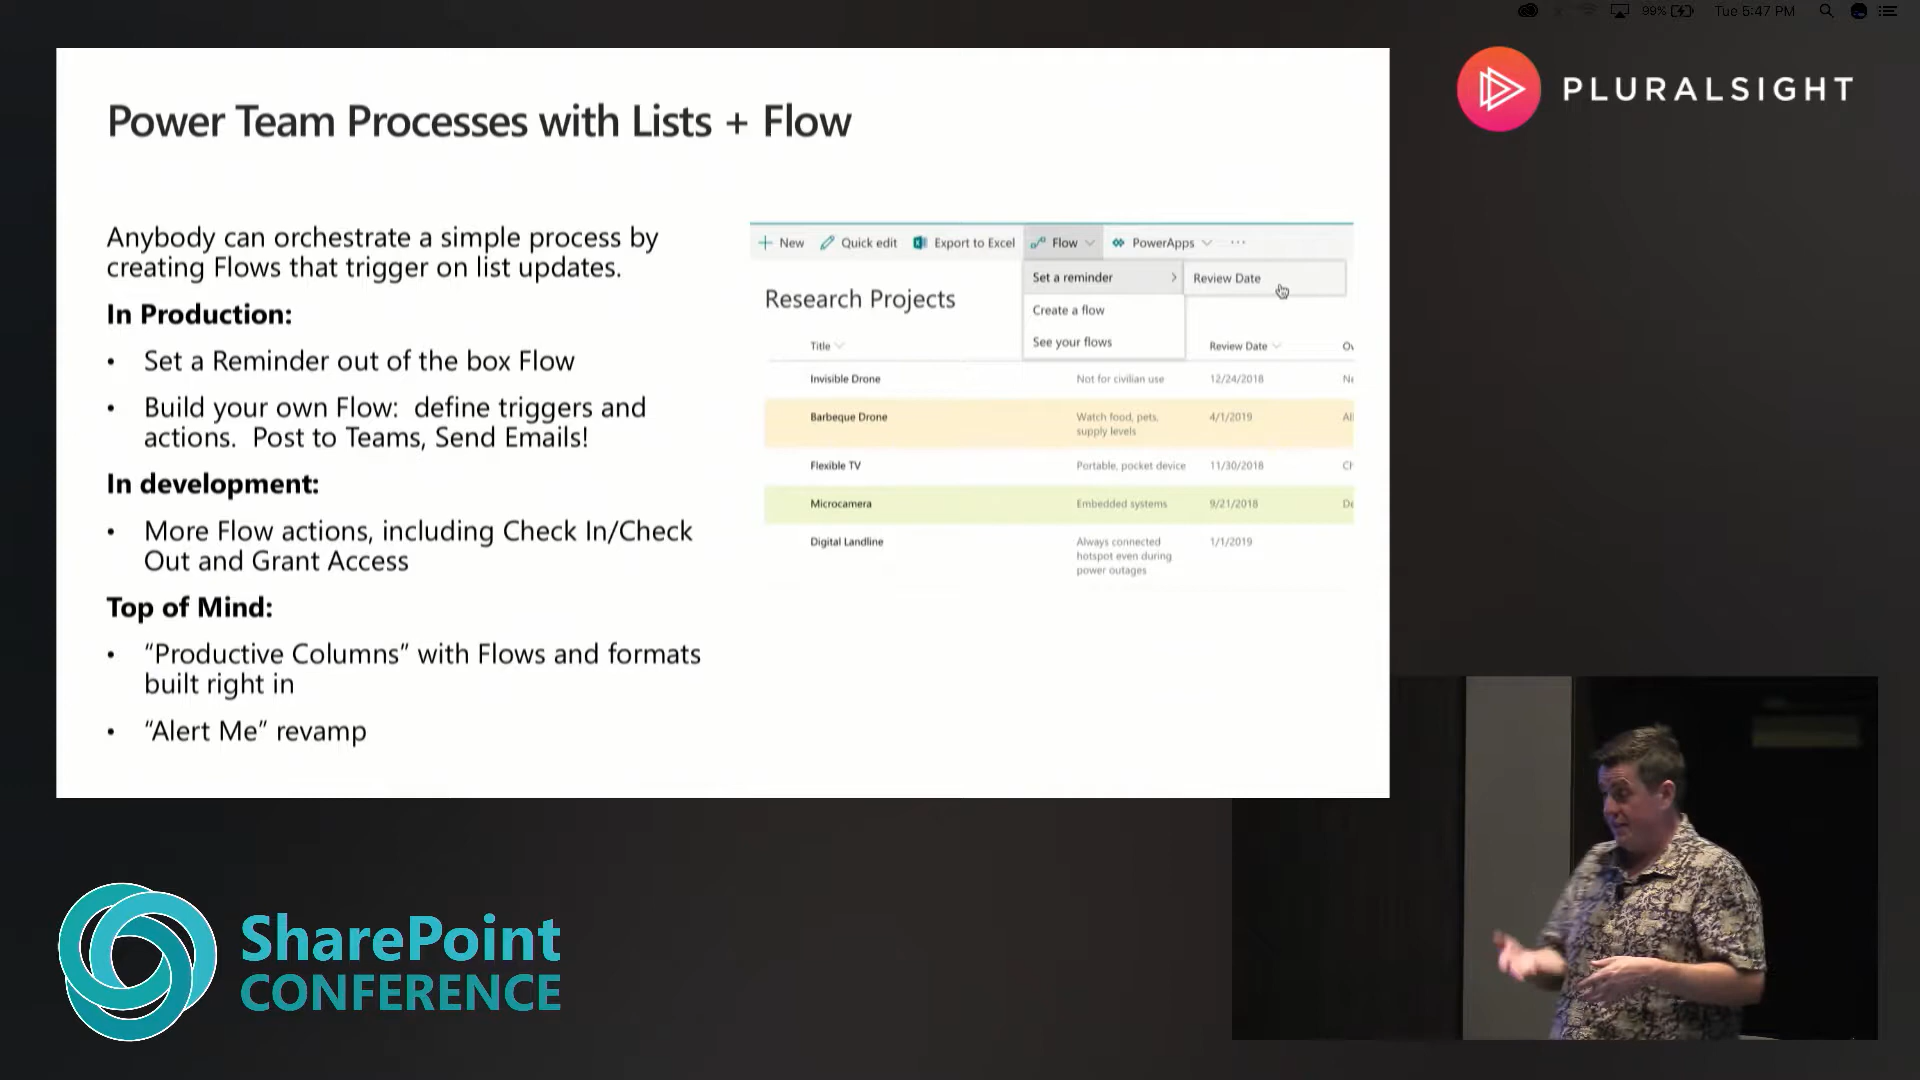 99%
Tue 5:47 PM
PLURALSIGHT
Power Team Processes with Lists + Flow
Anybody can orchestrate a simple process by
creating Flows that trigger on list updates.
In Production:
• Set a Reminder out of the box Flow
• Build your own Flow: define triggers and
actions. Post to Teams, Send Emails!
In development:
• More Flow actions, including Check In/Check
Out and Grant Access
Top of Mind:
• “Productive Columns” with Flows and formats
built right in
• “Alert Me” revamp
+ New Quick edit Export to Excel Flow PowerApps ...
Set a reminder > Review Date
Create a flow
See your flows
Research Projects
Title Review Date
Invisible Drone Not for civilian use 12/24/2018
Barbeque Drone Watch food, pets, 4/1/2019
supply levels
Flexible TV Portable, pocket device 11/30/2018
Microcamera Embedded systems 9/21/2018
Digital Landline Always connected 1/1/2019
hotspot even during
power outages
SharePoint
CONFERENCE